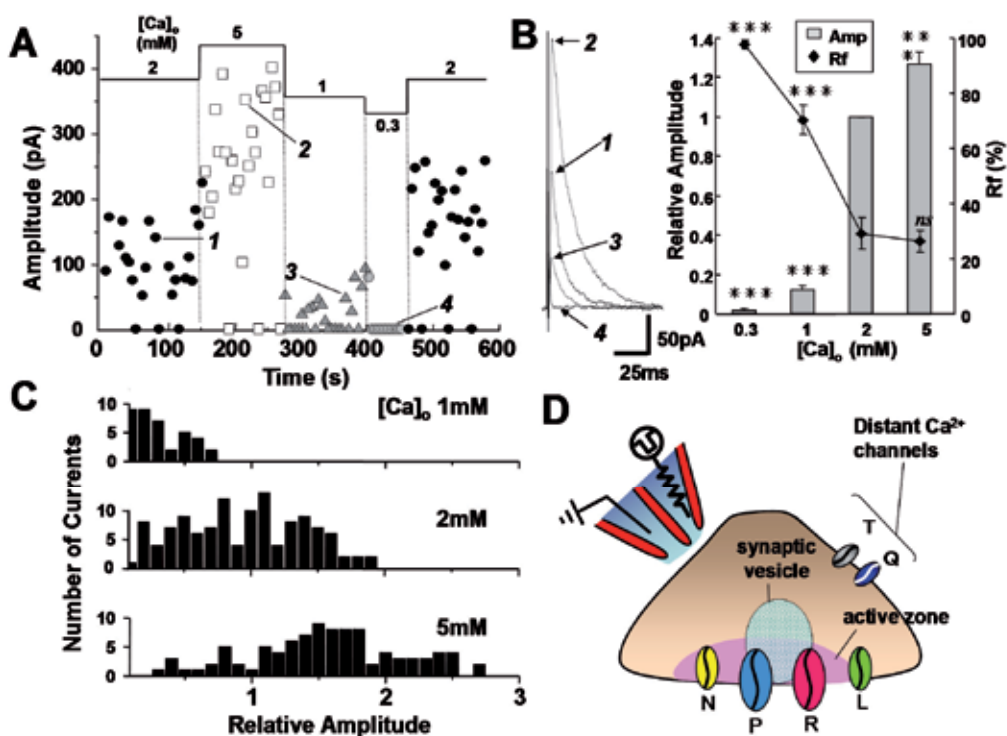 A
[Ca]ₒ
(mM)
2
5
1
0.3
2
400
300
200
100
0
Amplitude (pA)
1
2
3
4
0 100 200 300 400 500 600
Time (s)
B
2
1
3
4
50pA
25ms
Amp
Rf
1.4
1.2
1
0.8
0.6
0.4
0.2
0
Relative Amplitude
100
80
60
40
20
0
Rf (%)
***
***
***
***
** *
ns
0.3 1 2 5
[Ca]ₒ (mM)
C
[Ca]ₒ 1mM
10
5
0
2mM
10
5
0
5mM
10
5
0
Number of Currents
1 2 3
Relative Amplitude
D
Distant Ca²⁺
channels
T
Q
synaptic
vesicle
active zone
N
P
R
L